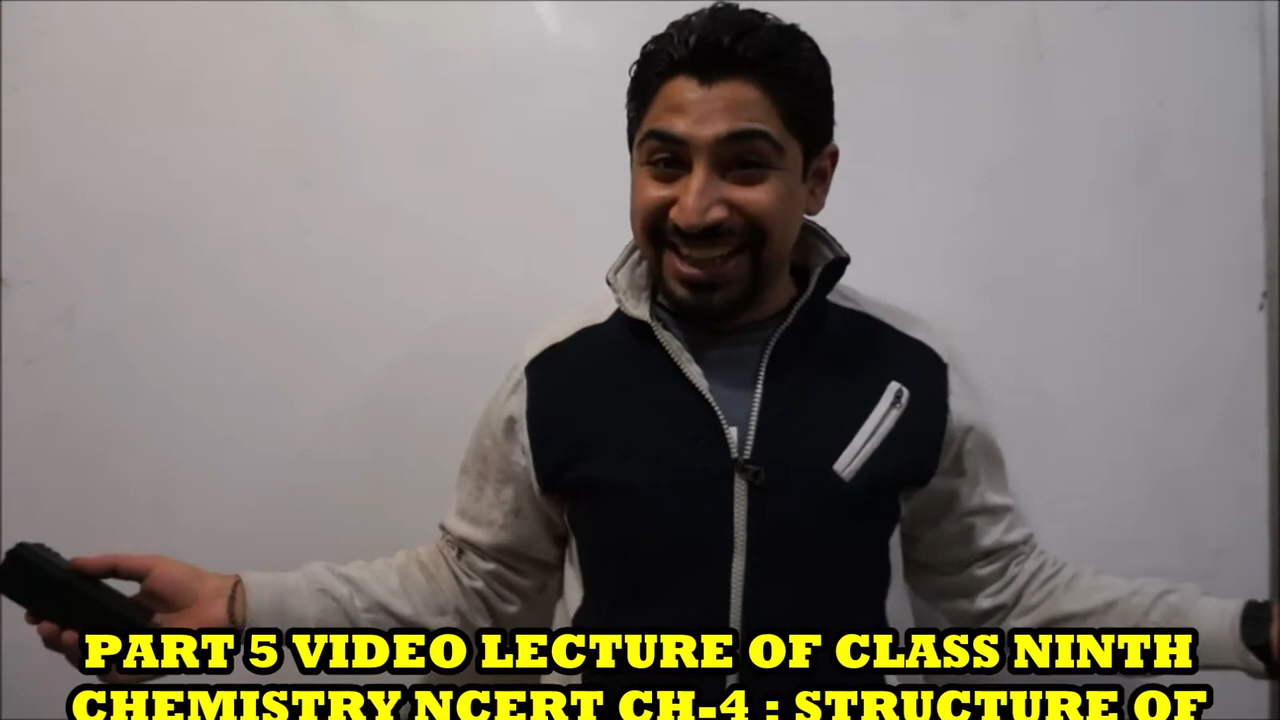 PART 5 VIDEO LECTURE OF CLASS NINTH
CHEMISTRY NCERT CH-4 : STRUCTURE OF